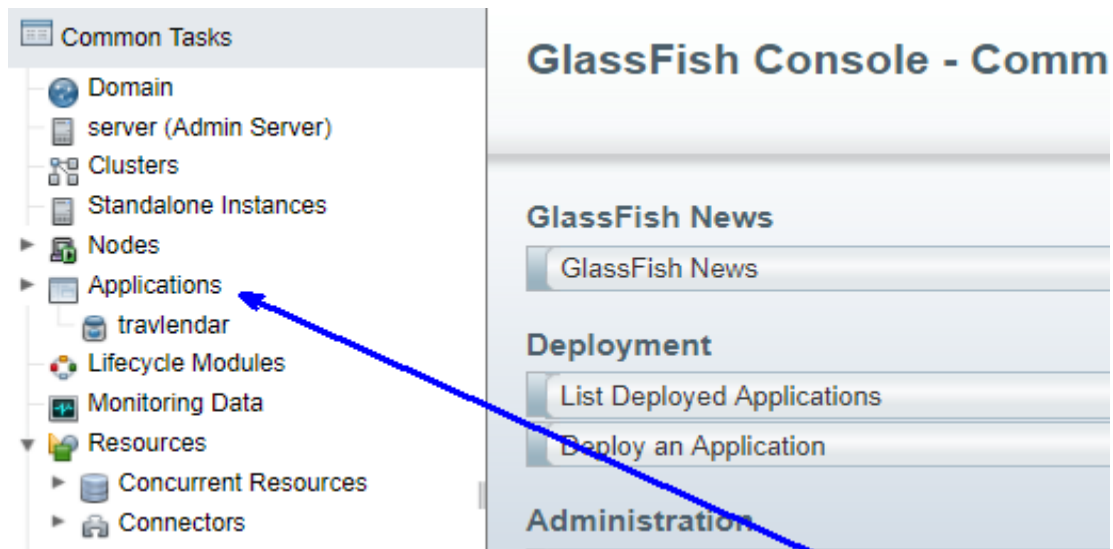 Common Tasks
Domain
server (Admin Server)
Clusters
Standalone Instances
Nodes
Applications
travlendar
Lifecycle Modules
Monitoring Data
Resources
Concurrent Resources
Connectors
GlassFish Console - Comm
GlassFish News
GlassFish News
Deployment
List Deployed Applications
Deploy an Application
Administration